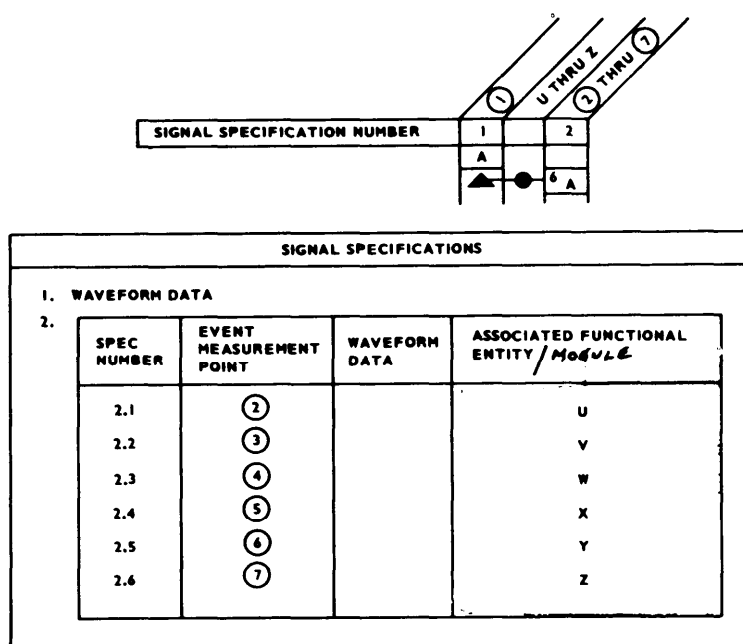 ① U THRU Z ② THRU ⑦
SIGNAL SPECIFICATION NUMBER 1 2
A
6 A
SIGNAL SPECIFICATIONS
1. WAVEFORM DATA
2.
SPEC NUMBER
EVENT MEASUREMENT POINT
WAVEFORM DATA
ASSOCIATED FUNCTIONAL ENTITY / MODULE
2.1 ② U
2.2 ③ V
2.3 ④ W
2.4 ⑤ X
2.5 ⑥ Y
2.6 ⑦ Z